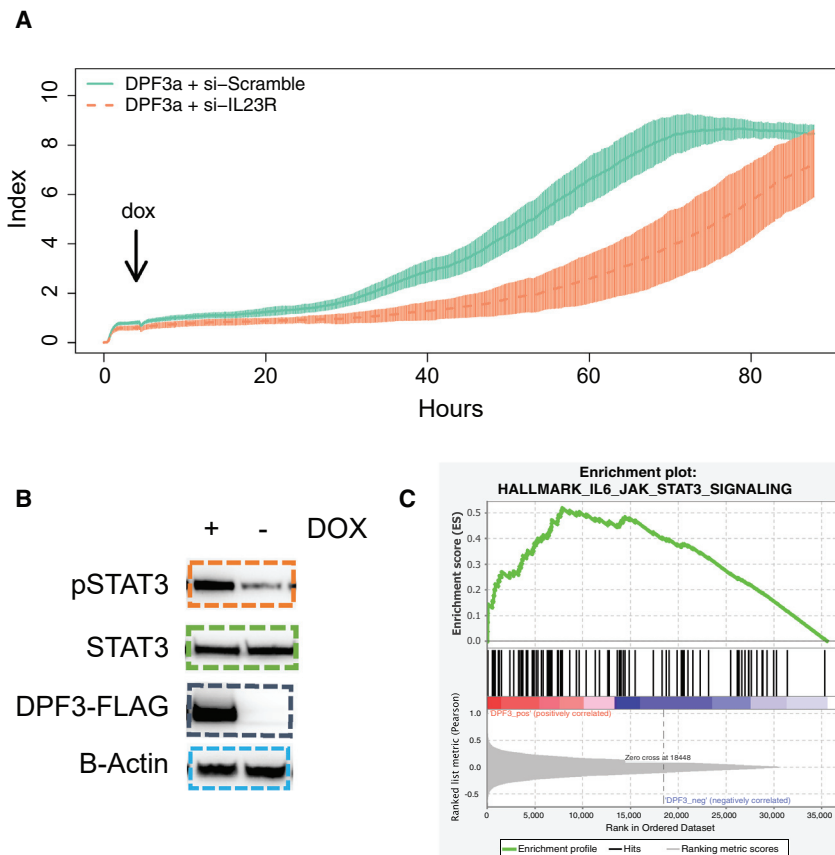 A
DPF3a + si−Scramble
DPF3a + si−IL23R
dox
Index
0
2
4
6
8
10
0
20
40
60
80
Hours
B
+ - DOX
pSTAT3
STAT3
DPF3-FLAG
B-Actin
C
Enrichment plot:
HALLMARK_IL6_JAK_STAT3_SIGNALING
Enrichment score (ES)
0.5
0.4
0.3
0.2
0.1
0.0
'DPF3_pos' (positively correlated)
Ranked list metric (Pearson)
1.0
0.5
0.0
-0.5
Zero cross at 18448
'DPF3_neg' (negatively correlated)
0 5,000 10,000 15,000 20,000 25,000 30,000 35,000
Rank in Ordered Dataset
Enrichment profile Hits Ranking metric scores